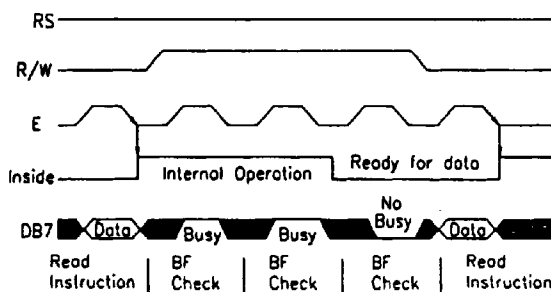 RS
R/W
E
Inside
Internal Operation
Ready for data
No
Busy
DB7
Data
Busy
Busy
Data
Read
Instruction
BF
Check
BF
Check
BF
Check
Read
Instruction